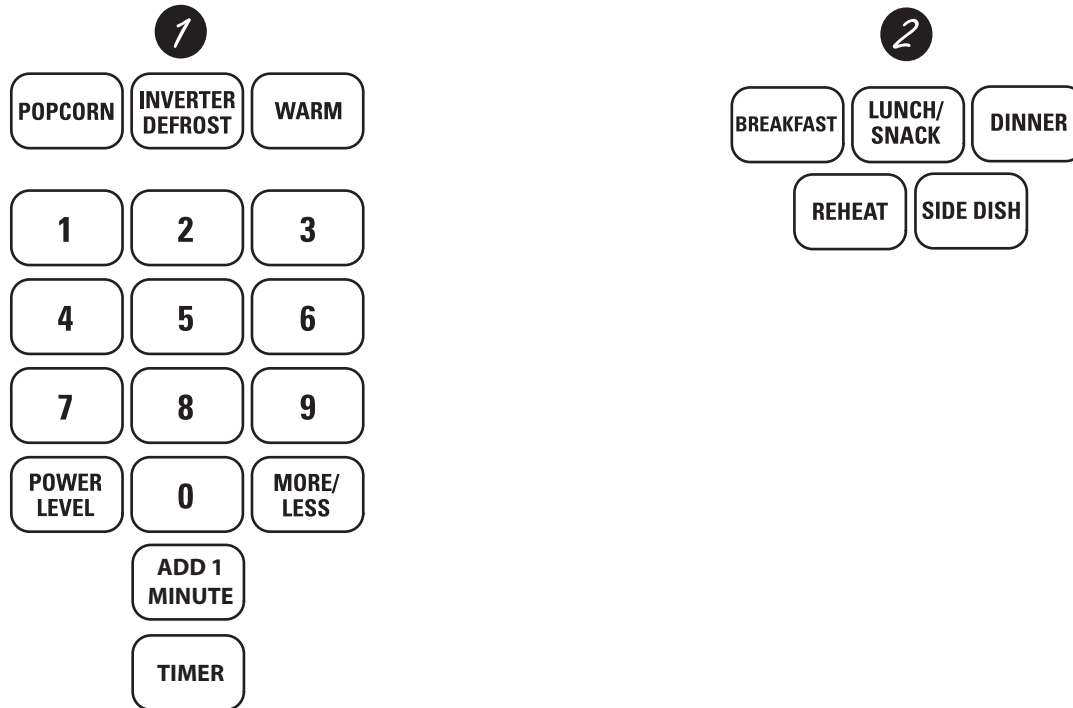 1
POPCORN
INVERTER
DEFROST
WARM
1
2
3
4
5
6
7
8
9
POWER
LEVEL
0
MORE/
LESS
ADD 1
MINUTE
TIMER
2
BREAKFAST
LUNCH/
SNACK
DINNER
REHEAT
SIDE DISH